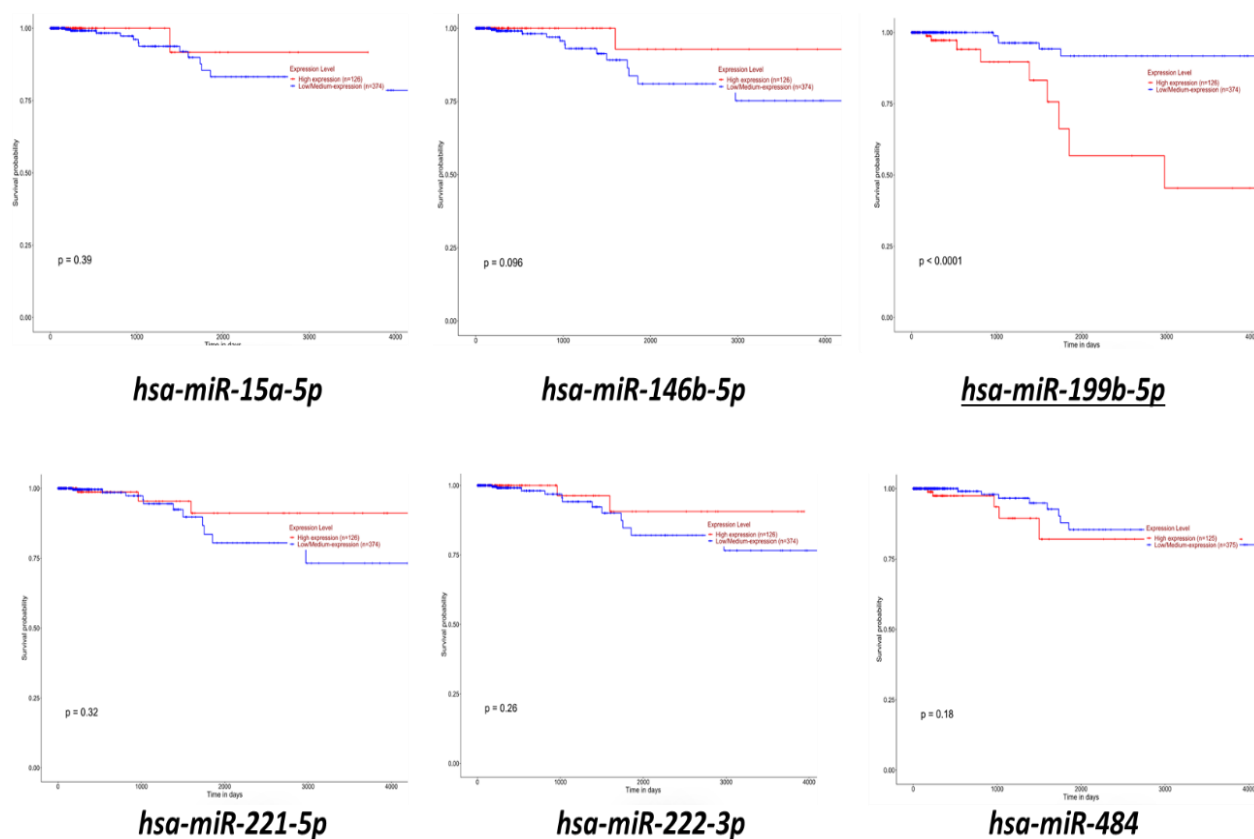 1.00
0.75
0.50
0.25
0.00
Survival probability
Expression Level
High expression (n=126)
Low/Medium-expression (n=374)
p = 0.39
0 1000 2000 3000 4000
Time in days
hsa-miR-15a-5p
1.00
0.75
0.50
0.25
0.00
Survival probability
Expression Level
High expression (n=126)
Low/Medium-expression (n=374)
p = 0.096
0 1000 2000 3000 4000
Time in days
hsa-miR-146b-5p
1.00
0.75
0.50
0.25
0.00
Survival probability
Expression Level
High expression (n=126)
Low/Medium-expression (n=374)
p < 0.0001
0 1000 2000 3000 4000
Time in days
hsa-miR-199b-5p
1.00
0.75
0.50
0.25
0.00
Survival probability
Expression Level
High expression (n=126)
Low/Medium-expression (n=374)
p = 0.32
0 1000 2000 3000 4000
Time in days
hsa-miR-221-5p
1.00
0.75
0.50
0.25
0.00
Survival probability
Expression Level
High expression (n=126)
Low/Medium-expression (n=374)
p = 0.26
0 1000 2000 3000 4000
Time in days
hsa-miR-222-3p
1.00
0.75
0.50
0.25
0.00
Survival probability
Expression Level
High expression (n=125)
Low/Medium-expression (n=375)
p = 0.18
0 1000 2000 3000 4000
Time in days
hsa-miR-484